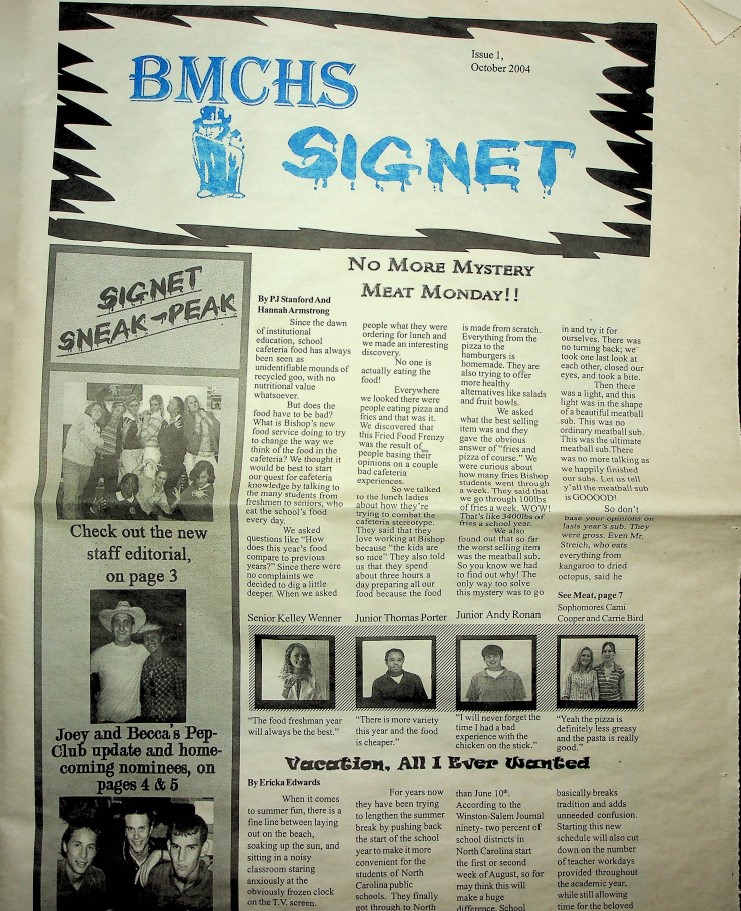 BMCHS
SIGNET
Issue 1,
October 2004
SIGNET
SNEAK-PEAK
Check out the new
staff editorial,
on page 3
Joey and Becca's Pep-
Club update and home-
coming nominees, on
pages 4 & 5
No More Mystery
Meat Monday!!
By PJ Stanford And
Hannah Armstrong
Since the dawn
of institutional
education, school
cafeteria food has always
been seen as
unidentifiable mounds of
recycled goo, with no
nutritional value
whatsoever.
But does the
food have to be bad?
What is Bishop's new
food service doing to try
to change the way we
think of the food in the
cafeteria? We thought it
would be best to start
our quest for cafeteria
knowledge by talking to
the many students from
freshmen to seniors, who
eat the school's food
every day.
We asked
questions like "How
does this year's food
compare to previous
years?" Since there were
no complaints we
decided to dig a little
deeper. When we asked
people what they were
ordering for lunch and
we made an interesting
discovery.
No one is
actually eating the
food!
Everywhere
we looked there were
people eating pizza and
fries and that was it.
We discovered that
this Fried Food Frenzy
was the result of
people basing their
opinions on a couple
bad cafeteria
experiences.
So we talked
to the lunch ladies
about how they're
trying to combat the
cafeteria stereotype.
They said that they
love working at Bishop
because "the kids are
so nice" They also told
us that they spend
about three hours a
day preparing all our
food because the food
is made from scratch.
Everything from the
pizza to the
hamburgers is
homemade. They are
also trying to offer
more healthy
alternatives like salads
and fruit bowls.
We asked
what the best selling
item was and they
gave the obvious
answer of "fries and
pizza of course." We
were curious about
how many fries Bishop
students went through
a week. They said that
we go through 100lbs
of fries a week. WOW!
That's like 3400lbs of
fries a school year.
We also
found out that so far
the worst selling item
was the meatball sub.
So you know we had
to find out why! The
only way too solve
this mystery was to go
in and try it for
ourselves. There was
no turning back; we
took one last look at
each other, closed our
eyes, and took a bite.
Then there
was a light, and this
light was in the shape
of a beautiful meatball
sub. This was no
ordinary meatball sub.
This was the ultimate
meatball sub.There
was no more talking as
we happily finished
our subs. Let us tell
y'all the meatball sub
is GOOOOD!
So don't
base your opinions on
lasts year's sub. They
were gross. Even Mr.
Streich, who eats
everything from
kangaroo to dried
octopus, said he
See Meat, page 7
Senior Kelley Wenner
Junior Thomas Porter
Junior Andy Ronan
Sophomores Cami
Cooper and Carrie Bird
"The food freshman year
will always be the best."
"There is more variety
this year and the food
is cheaper."
"I will never forget the
time I had a bad
experience with the
chicken on the stick."
"Yeah the pizza is
definitely less greasy
and the pasta is really
good."
Vacation, All I Ever Wanted
By Ericka Edwards
When it comes
to summer fun, there is a
fine line between laying
out on the beach,
soaking up the sun, and
sitting in a noisy
classroom staring
anxiously at the
obviously frozen clock
on the T.V. screen.
For years now
they have been trying
to lengthen the summer
break by pushing back
the start of the school
year to make it more
convenient for the
students of North
Carolina public
schools. They finally
got through to North
than June 10th.
According to the
Winston-Salem Journal
ninety- two percent of
school districts in
North Carolina start
the first or second
week of August, so for
may think this will
make a huge
difference. School
basically breaks
tradition and adds
unneeded confusion.
Starting this new
schedule will also cut
down on the number
of teacher workdays
provided throughout
the academic year,
while still allowing
time for the beloved